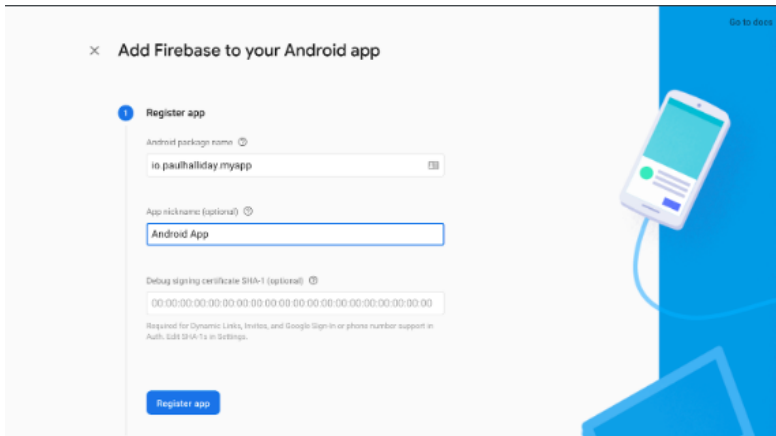 Go to docs
× Add Firebase to your Android app
1 Register app
Android package name
io.paulhalliday.myapp
App nickname (optional)
Android App
Debug signing certificate SHA-1 (optional)
00:00:00:00:00:00:00:00:00:00:00:00:00:00:00:00:00:00:00:00
Required for Dynamic Links, Invites, and Google Sign-In or phone number support in
Auth. Edit SHA-1s in Settings.
Register app